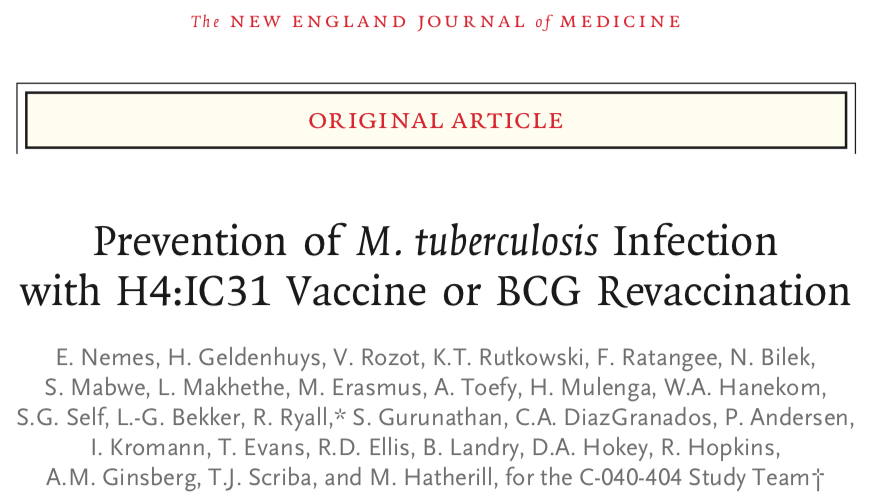 The NEW ENGLAND JOURNAL of MEDICINE
ORIGINAL ARTICLE
Prevention of M. tuberculosis Infection
with H4:IC31 Vaccine or BCG Revaccination
E. Nemes, H. Geldenhuys, V. Rozot, K.T. Rutkowski, F. Ratangee, N. Bilek,
S. Mabwe, L. Makhethe, M. Erasmus, A. Toefy, H. Mulenga, W.A. Hanekom,
S.G. Self, L.-G. Bekker, R. Ryall,* S. Gurunathan, C.A. DiazGranados, P. Andersen,
I. Kromann, T. Evans, R.D. Ellis, B. Landry, D.A. Hokey, R. Hopkins,
A.M. Ginsberg, T.J. Scriba, and M. Hatherill, for the C-040-404 Study Team†